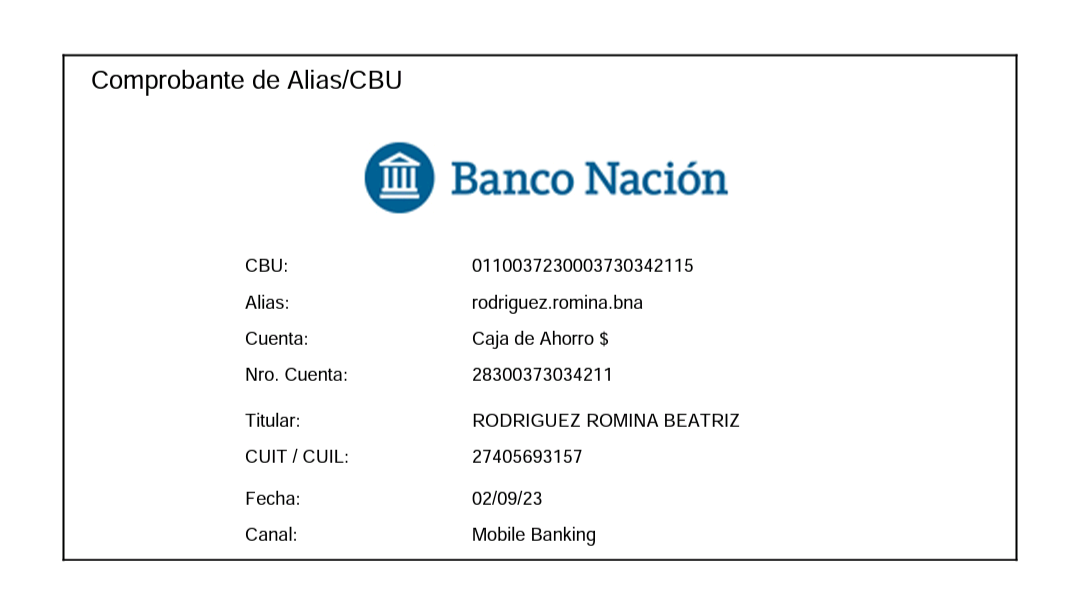 Comprobante de Alias/CBU
Banco Nación
CBU: 0110037230003730342115
Alias: rodriguez.romina.bna
Cuenta: Caja de Ahorro $
Nro. Cuenta: 28300373034211
Titular: RODRIGUEZ ROMINA BEATRIZ
CUIT / CUIL: 27405693157
Fecha: 02/09/23
Canal: Mobile Banking